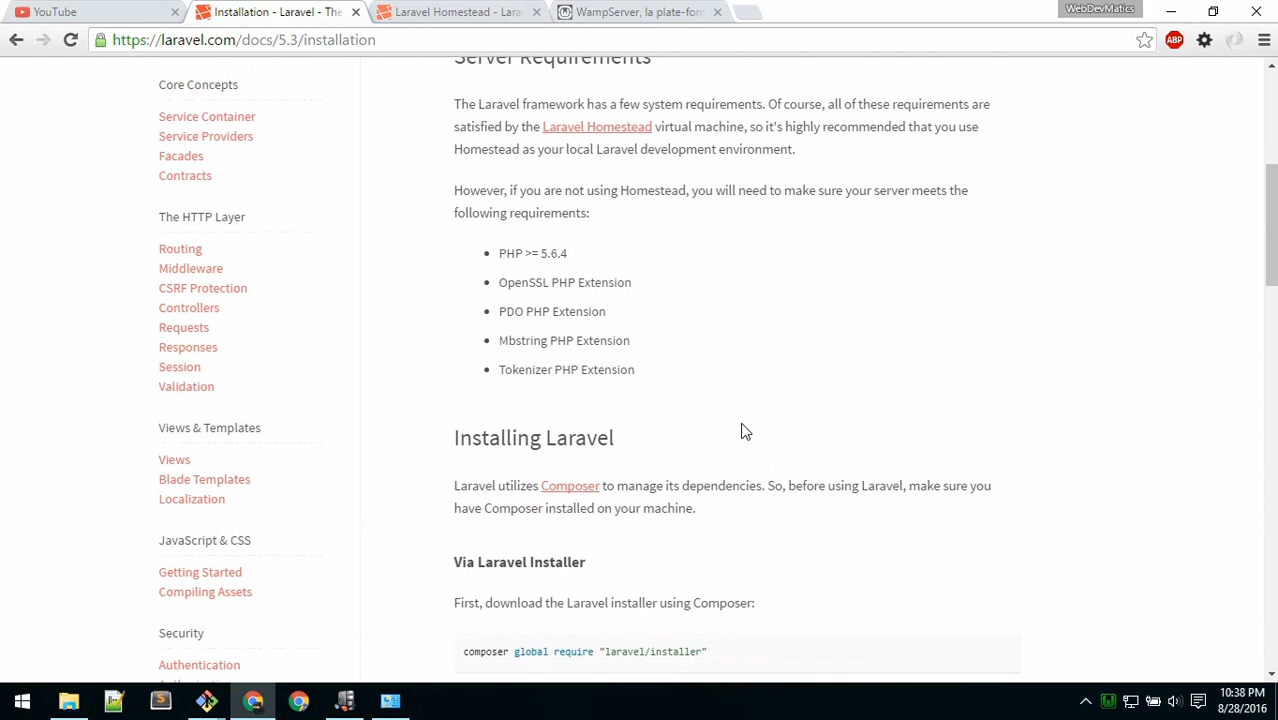 YouTube
Installation - Laravel - The
Laravel Homestead - Lara
WampServer, la plate-form
WebDevMatics
https://laravel.com/docs/5.3/installation
ABP
Core Concepts
Service Container
Service Providers
Facades
Contracts
The HTTP Layer
Routing
Middleware
CSRF Protection
Controllers
Requests
Responses
Session
Validation
Views & Templates
Views
Blade Templates
Localization
JavaScript & CSS
Getting Started
Compiling Assets
Security
Authentication
Server Requirements
The Laravel framework has a few system requirements. Of course, all of these requirements are
satisfied by the Laravel Homestead virtual machine, so it's highly recommended that you use
Homestead as your local Laravel development environment.
However, if you are not using Homestead, you will need to make sure your server meets the
following requirements:
PHP >= 5.6.4
OpenSSL PHP Extension
PDO PHP Extension
Mbstring PHP Extension
Tokenizer PHP Extension
Installing Laravel
Laravel utilizes Composer to manage its dependencies. So, before using Laravel, make sure you
have Composer installed on your machine.
Via Laravel Installer
First, download the Laravel installer using Composer:
composer global require "laravel/installer"
10:38 PM
8/28/2016